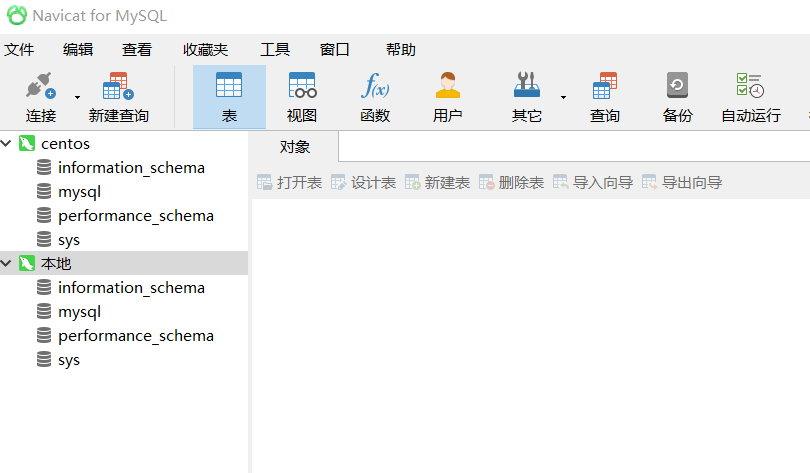 Navicat for MySQL
文件 编辑 查看 收藏夹 工具 窗口 帮助
连接 新建查询 表 视图 函数 用户 其它 查询 备份 自动运行
centos
information_schema
mysql
performance_schema
sys
本地
information_schema
mysql
performance_schema
sys
对象
打开表 设计表 新建表 删除表 导入向导 导出向导